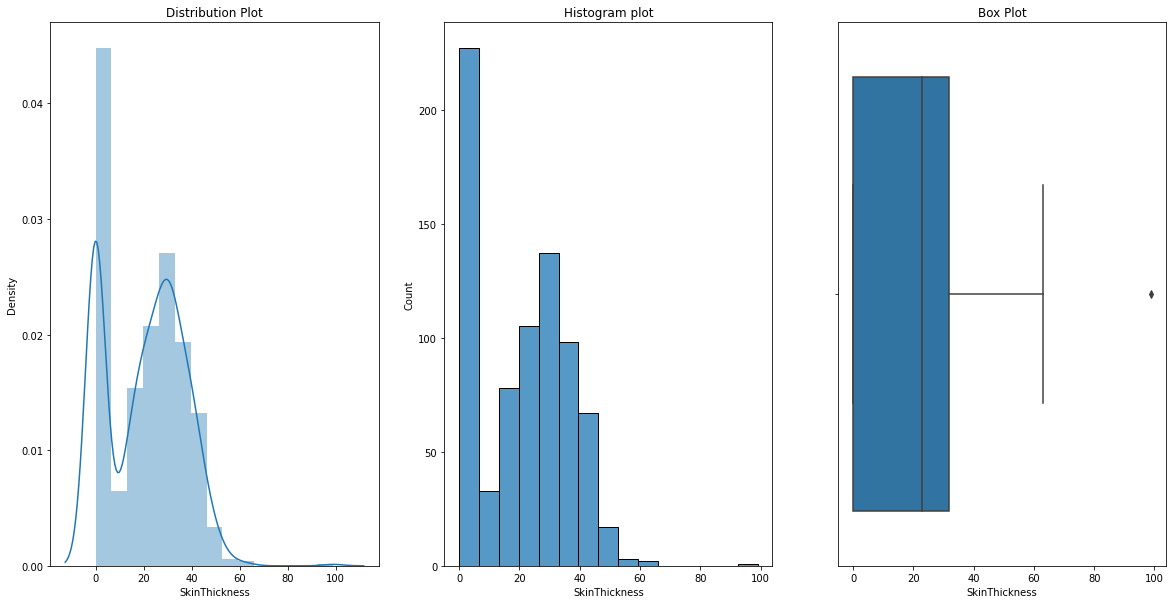 Distribution Plot
0.04
0.03
0.02
0.01
0.00
Density
0 20 40 60 80 100
SkinThickness
Histogram plot
200
150
100
50
0
Count
0 20 40 60 80 100
SkinThickness
Box Plot
0 20 40 60 80 100
SkinThickness